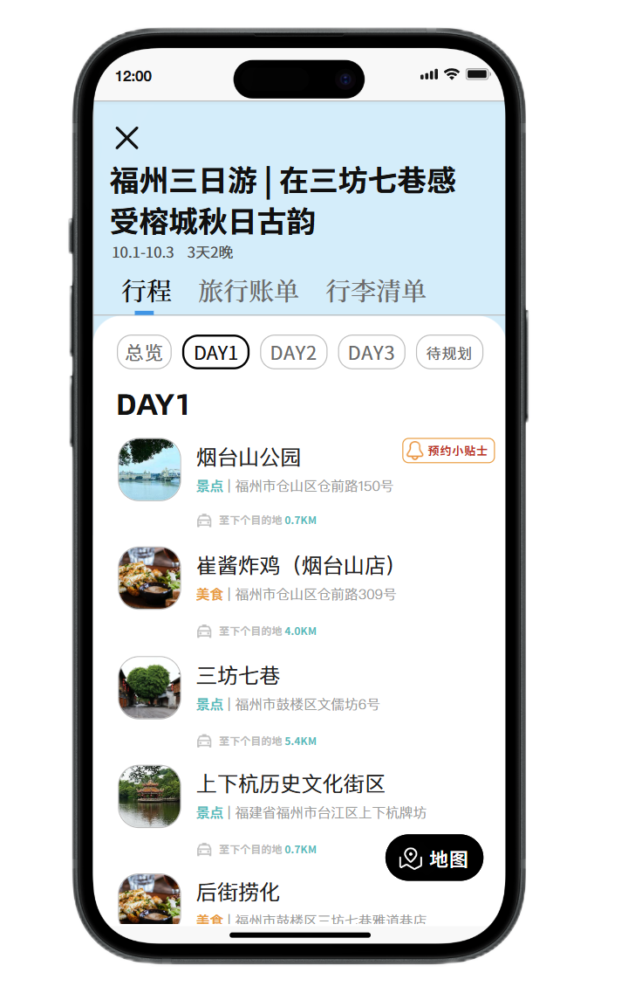 12:00
福州三日游 | 在三坊七巷感
受榕城秋日古韵
10.1-10.3 3天2晚
行程 旅行账单 行李清单
总览 DAY1 DAY2 DAY3 待规划
DAY1
烟台山公园
预约小贴士
景点 | 福州市仓山区仓前路150号
至下个目的地 0.7KM
崔酱炸鸡（烟台山店）
美食 | 福州市仓山区仓前路309号
至下个目的地 4.0KM
三坊七巷
景点 | 福州市鼓楼区文儒坊6号
至下个目的地 5.4KM
上下杭历史文化街区
景点 | 福建省福州市台江区上下杭牌坊
至下个目的地 0.7KM
地图
后街捞化
美食 | 福州市鼓楼区三坊七巷雅道巷店